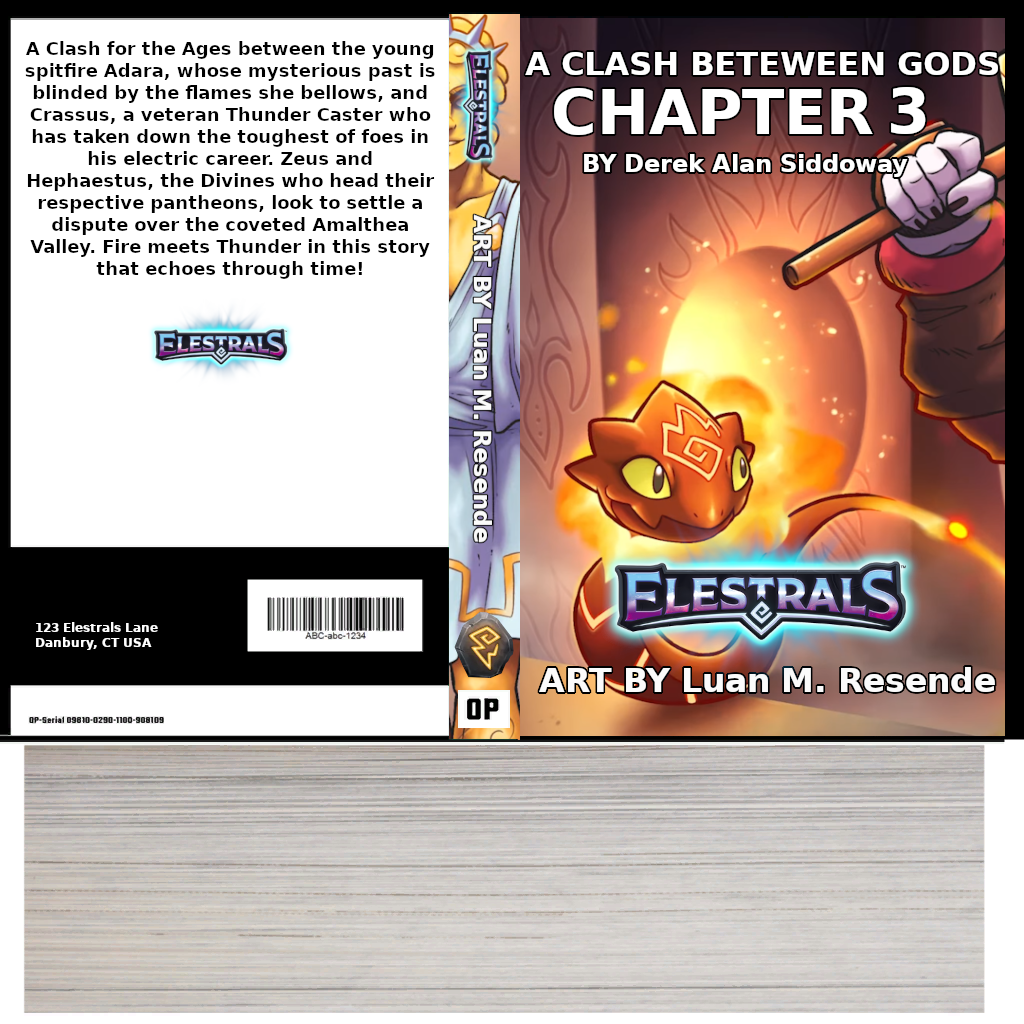 A Clash for the Ages between the young
spitfire Adara, whose mysterious past is
blinded by the flames she bellows, and
Crassus, a veteran Thunder Caster who
has taken down the toughest of foes in
his electric career. Zeus and
Hephaestus, the Divines who head their
respective pantheons, look to settle a
dispute over the coveted Amalthea
Valley. Fire meets Thunder in this story
that echoes through time!
ELESTRALS
123 Elestrals Lane
Danbury, CT USA
ABC-abc-1234
OP-Serial 09810-0290-1100-908109
ELESTRALS
ART BY Luan M. Resende
OP
A CLASH BETEWEEN GODS
CHAPTER 3
BY Derek Alan Siddoway
ELESTRALS™
ART BY Luan M. Resende